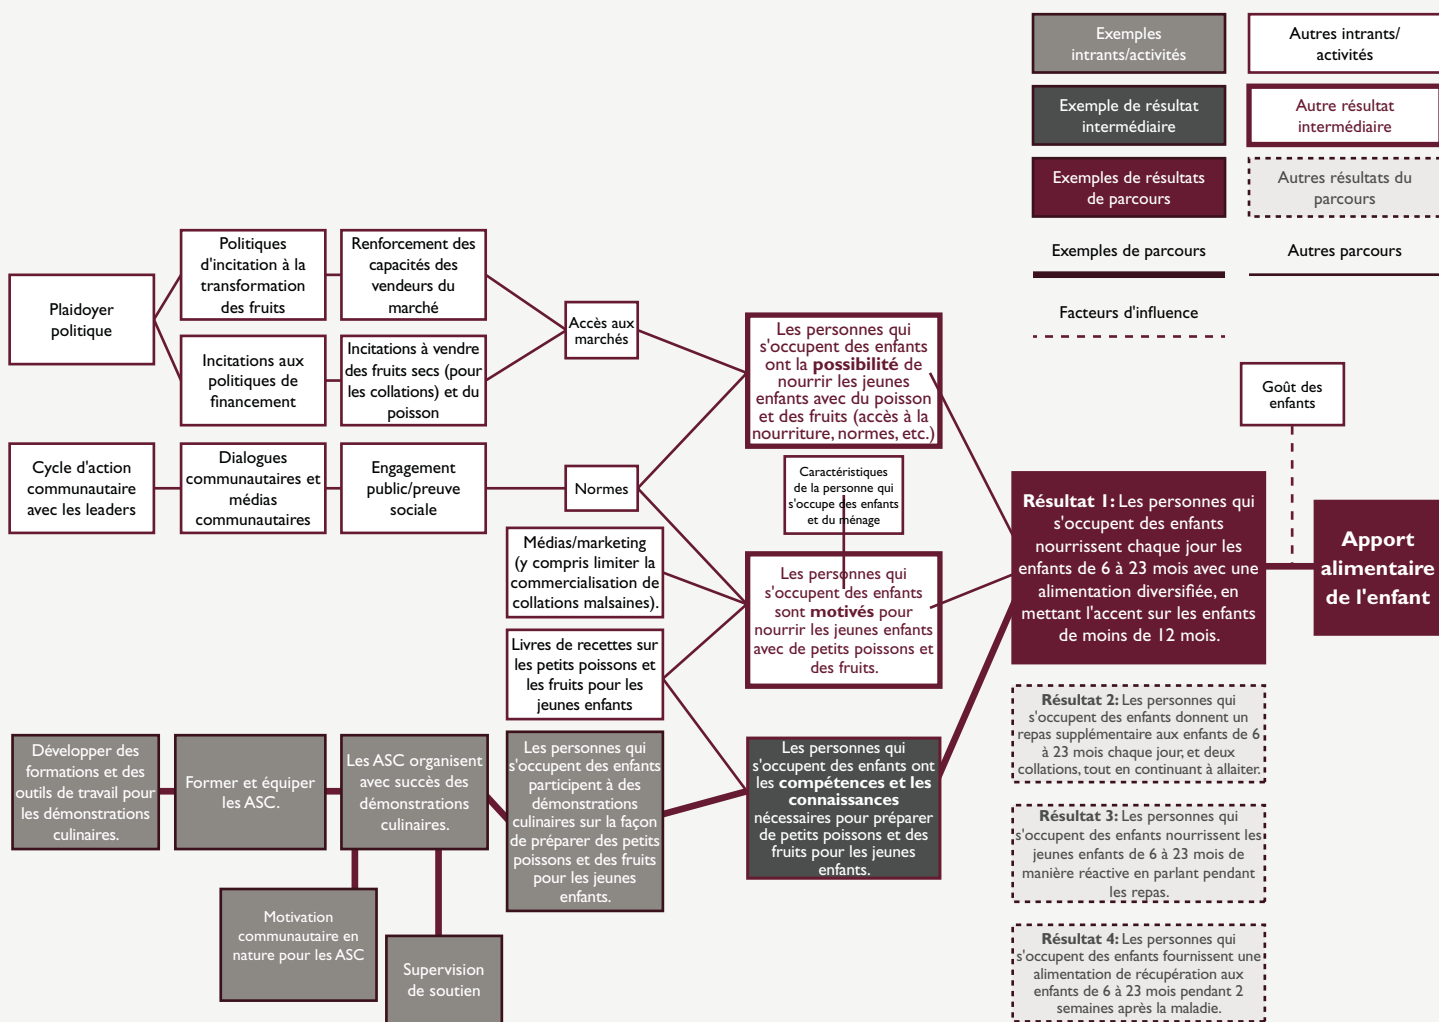 Exemples
intrants/activités
Autres intrants/
activités
Exemple de résultat
intermédiaire
Autre résultat
intermédiaire
Exemples de résultats
de parcours
Autres résultats du
parcours
Exemples de parcours
Autres parcours
Facteurs d'influence
Plaidoyer
politique
Politiques
d'incitation à la
transformation
des fruits
Renforcement des
capacités des
vendeurs du
marché
Incitations aux
politiques de
financement
Incitations à vendre
des fruits secs (pour
les collations) et du
poisson
Accès aux
marchés
Cycle d'action
communautaire
avec les leaders
Dialogues
communautaires et
médias
communautaires
Engagement
public/preuve
sociale
Normes
Médias/marketing
(y compris limiter la
commercialisation de
collations malsaines).
Livres de recettes sur
les petits poissons et
les fruits pour les
jeunes enfants
Les personnes qui
s'occupent des enfants
ont la possibilité de
nourrir les jeunes
enfants avec du poisson
et des fruits (accès à la
nourriture, normes, etc.)
Caractéristiques
de la personne qui
s'occupe des enfants
et du ménage
Les personnes qui
s'occupent des enfants
sont motivés pour
nourrir les jeunes enfants
avec de petits poissons et
des fruits.
Développer des
formations et des
outils de travail pour
les démonstrations
culinaires.
Former et équiper
les ASC.
Les ASC organisent
avec succès des
démonstrations
culinaires.
Les personnes qui
s'occupent des enfants
participent à des
démonstrations
culinaires sur la façon
de préparer des petits
poissons et des fruits
pour les jeunes
enfants.
Les personnes qui
s'occupent des enfants ont
les compétences et les
connaissances
nécessaires pour préparer
de petits poissons et des
fruits pour les jeunes
enfants.
Motivation
communautaire en
nature pour les ASC
Supervision
de soutien
Résultat 1: Les personnes qui
s'occupent des enfants
nourrissent chaque jour les
enfants de 6 à 23 mois avec une
alimentation diversifiée, en
mettant l'accent sur les enfants
de moins de 12 mois.
Goût des
enfants
Apport
alimentaire
de l'enfant
Résultat 2: Les personnes qui
s'occupent des enfants donnent un
repas supplémentaire aux enfants de 6
à 23 mois chaque jour, et deux
collations, tout en continuant à allaiter.
Résultat 3: Les personnes qui
s'occupent des enfants nourrissent les
jeunes enfants de 6 à 23 mois de
manière réactive en parlant pendant
les repas.
Résultat 4: Les personnes qui
s'occupent des enfants fournissent une
alimentation de récupération aux
enfants de 6 à 23 mois pendant 2
semaines après la maladie.